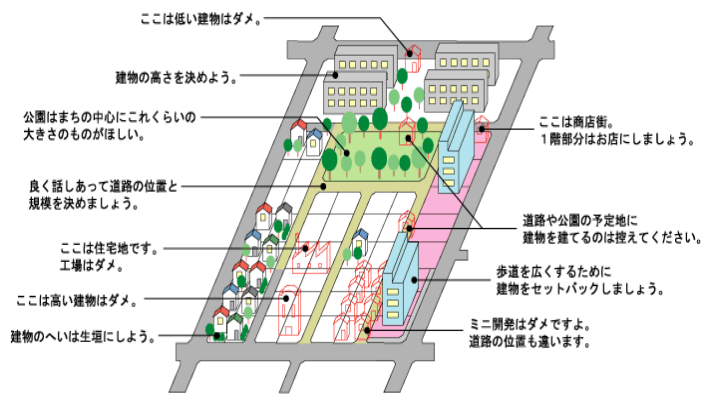 ここは低い建物はダメ。
建物の高さを決めよう。
公園はまちの中心にこれくらいの
大きさのものがほしい。
良く話しあって道路の位置と
規模を決めましょう。
ここは住宅地です。
工場はダメ。
ここは高い建物はダメ。
建物のへいは生垣にしよう。
ここは商店街。
１階部分はお店にしましょう。
道路や公園の予定地に
建物を建てるのは控えてください。
歩道を広くするために
建物をセットバックしましょう。
ミニ開発はダメですよ。
道路の位置も違います。